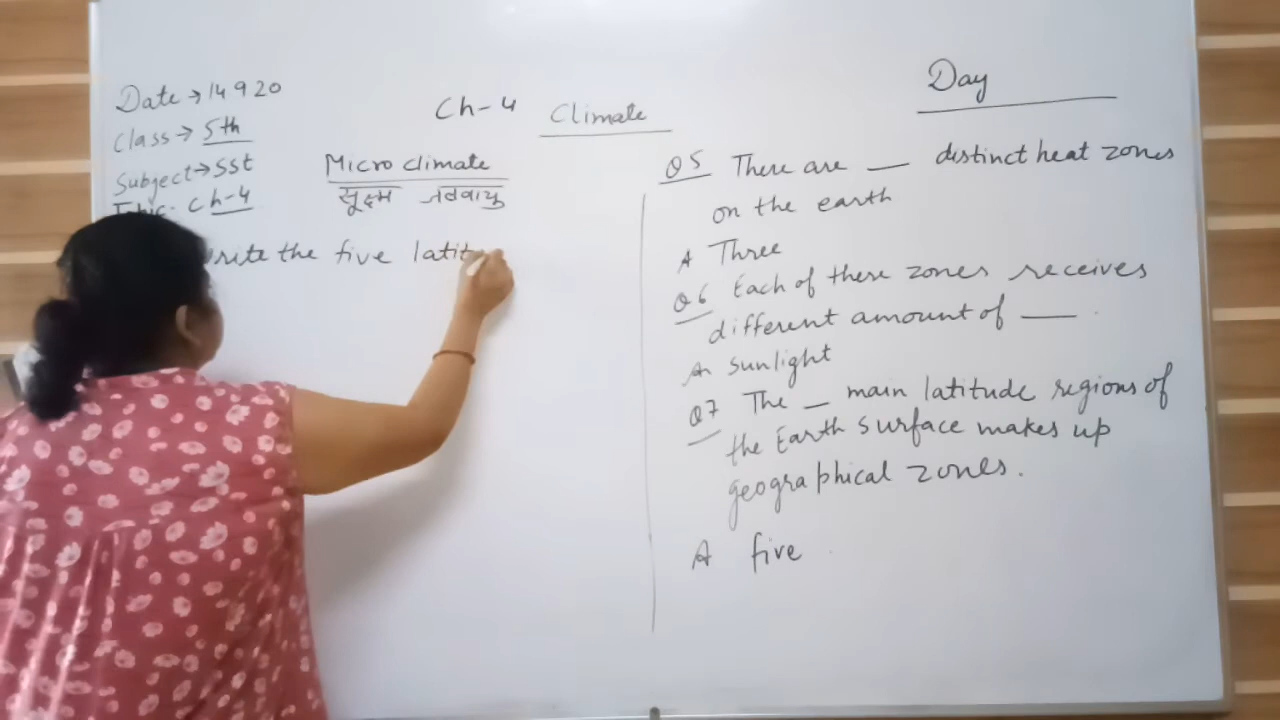 Date → 14 9 20
Class → 5th
Subject → SST
Ch-4
Ch-4 Climate
Micro climate
सूक्ष्म जलवायु
the five
Day
Q5 There are __ distinct heat zones
on the earth
A Three
Q6 Each of these zones receives
different amount of __ .
A sunlight
Q7 The _ main latitude regions of
the Earth surface makes up
geographical zones.
A five